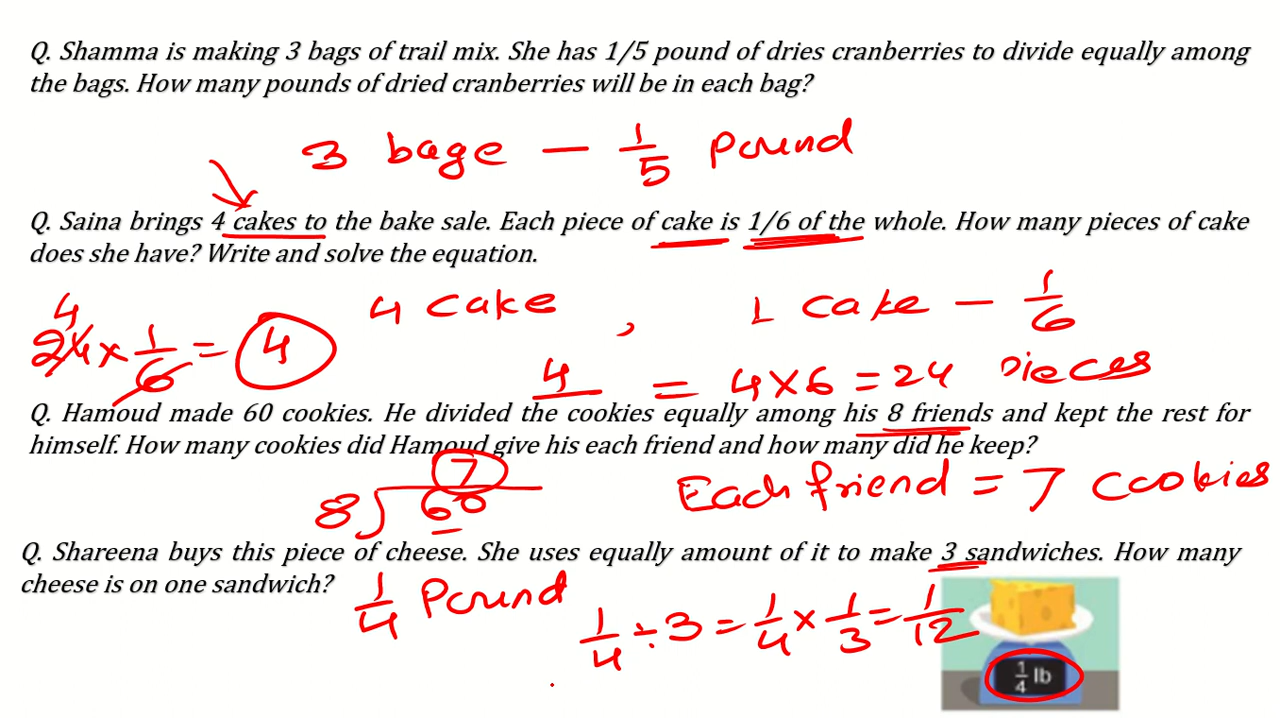 Q. Shamma is making 3 bags of trail mix. She has 1/5 pound of dries cranberries to divide equally among
the bags. How many pounds of dried cranberries will be in each bag?
3 bage — 1/5 pound
Q. Saina brings 4 cakes to the bake sale. Each piece of cake is 1/6 of the whole. How many pieces of cake
does she have? Write and solve the equation.
4 cake , 1 cake — 1/6
4
24 × 1/6 = 4
4 = 4 × 6 = 24 pieces
Q. Hamoud made 60 cookies. He divided the cookies equally among his 8 friends and kept the rest for
himself. How many cookies did Hamoud give his each friend and how many did he keep?
7
8 60
Each friend = 7 cookies
Q. Shareena buys this piece of cheese. She uses equally amount of it to make 3 sandwiches. How many
cheese is on one sandwich?
1/4 Pound
1/4 ÷ 3 = 1/4 × 1/3 = 1/12
1/4 lb